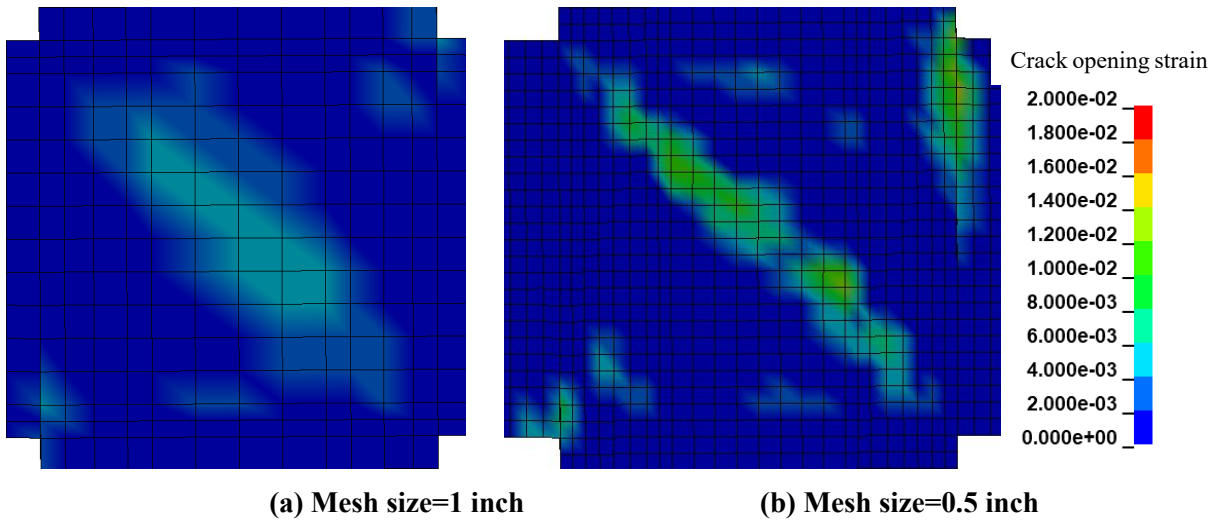 Crack opening strain
2.000e-02
1.800e-02
1.600e-02
1.400e-02
1.200e-02
1.000e-02
8.000e-03
6.000e-03
4.000e-03
2.000e-03
0.000e+00
(a) Mesh size=1 inch
(b) Mesh size=0.5 inch